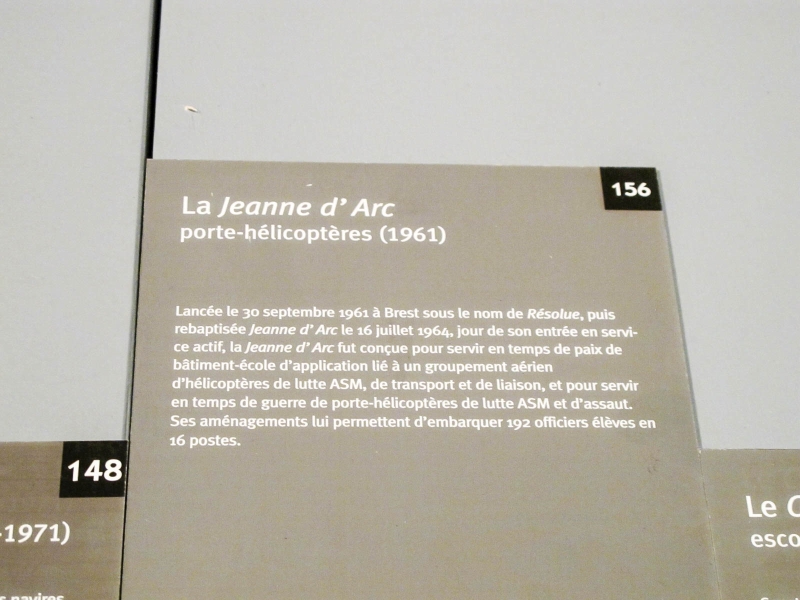 156
La Jeanne d'Arc
porte-hélicoptères (1961)
Lancée le 30 septembre 1961 à Brest sous le nom de Résolue, puis
rebaptisée Jeanne d'Arc le 16 juillet 1964, jour de son entrée en servi-
ce actif, la Jeanne d'Arc fut conçue pour servir en temps de paix de
bâtiment-école d'application lié à un groupement aérien
d'hélicoptères de lutte ASM, de transport et de liaison, et pour servir
en temps de guerre de porte-hélicoptères de lutte ASM et d'assaut.
Ses aménagements lui permettent d'embarquer 192 officiers élèves en
16 postes.
148
-1971)
navires
Le